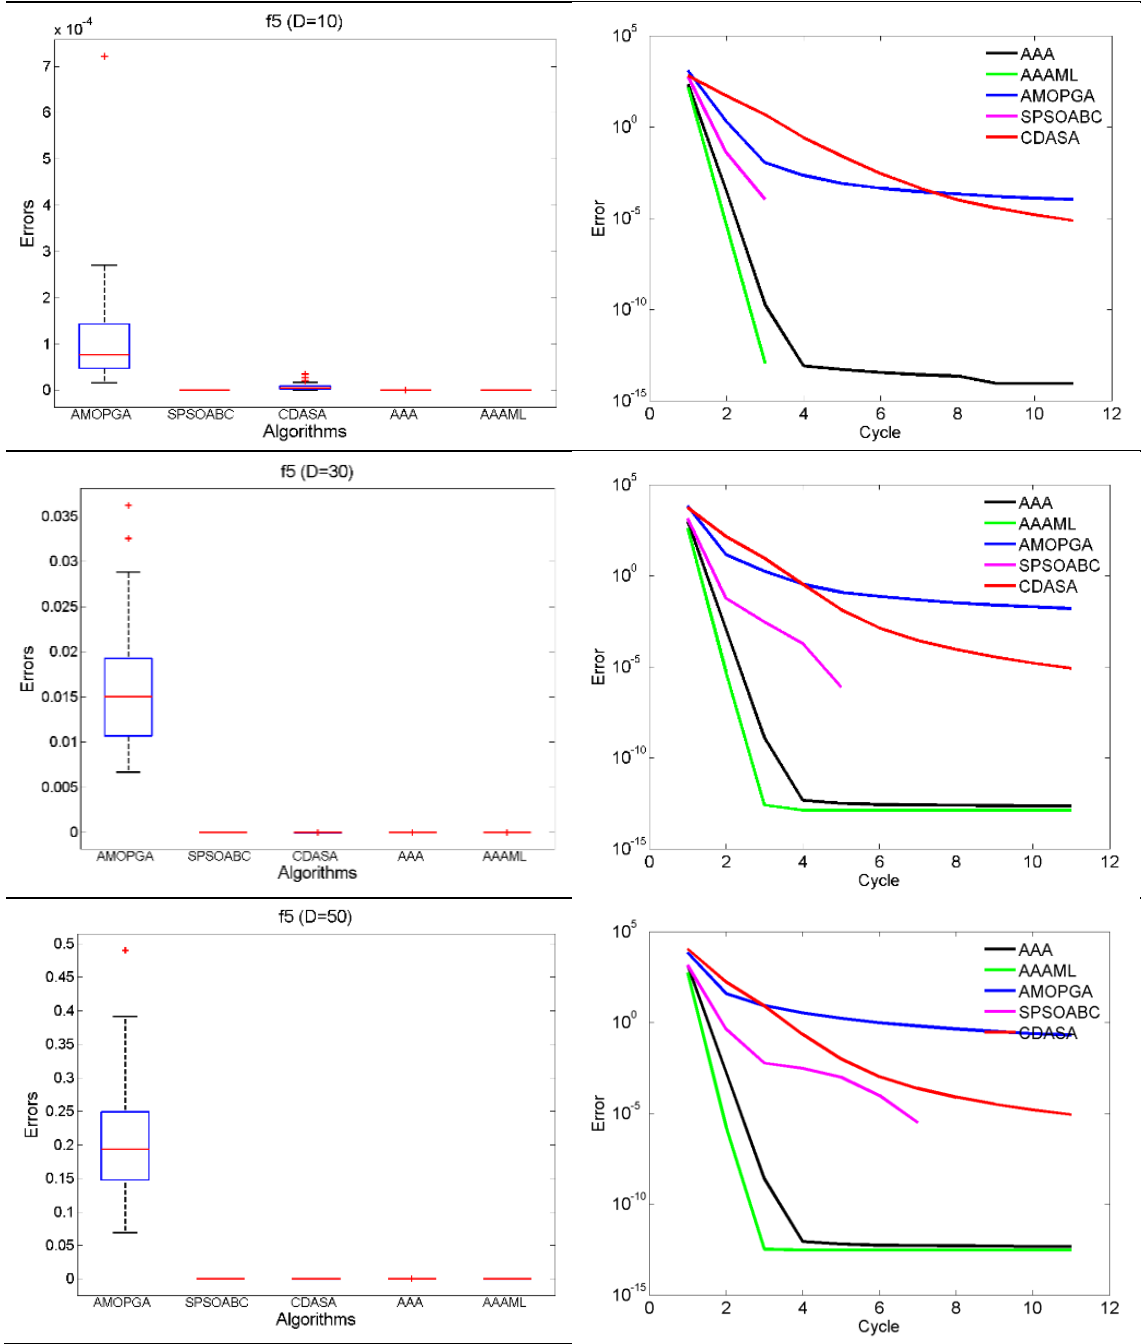 f5 (D=10)
x 10^-4
7
6
5
4
3
2
1
0
Errors
AMOPGA SPSOABC CDASA AAA AAAML
Algorithms
10^5
10^0
10^-5
10^-10
10^-15
Error
0 2 4 6 8 10 12
Cycle
AAA
AAAML
AMOPGA
SPSOABC
CDASA
f5 (D=30)
0.035
0.03
0.025
0.02
0.015
0.01
0.005
0
Errors
AMOPGA SPSOABC CDASA AAA AAAML
Algorithms
10^5
10^0
10^-5
10^-10
10^-15
Error
0 2 4 6 8 10 12
Cycle
AAA
AAAML
AMOPGA
SPSOABC
CDASA
f5 (D=50)
0.5
0.45
0.4
0.35
0.3
0.25
0.2
0.15
0.1
0.05
0
Errors
AMOPGA SPSOABC CDASA AAA AAAML
Algorithms
10^5
10^0
10^-5
10^-10
10^-15
Error
0 2 4 6 8 10 12
Cycle
AAA
AAAML
AMOPGA
SPSOABC
CDASA